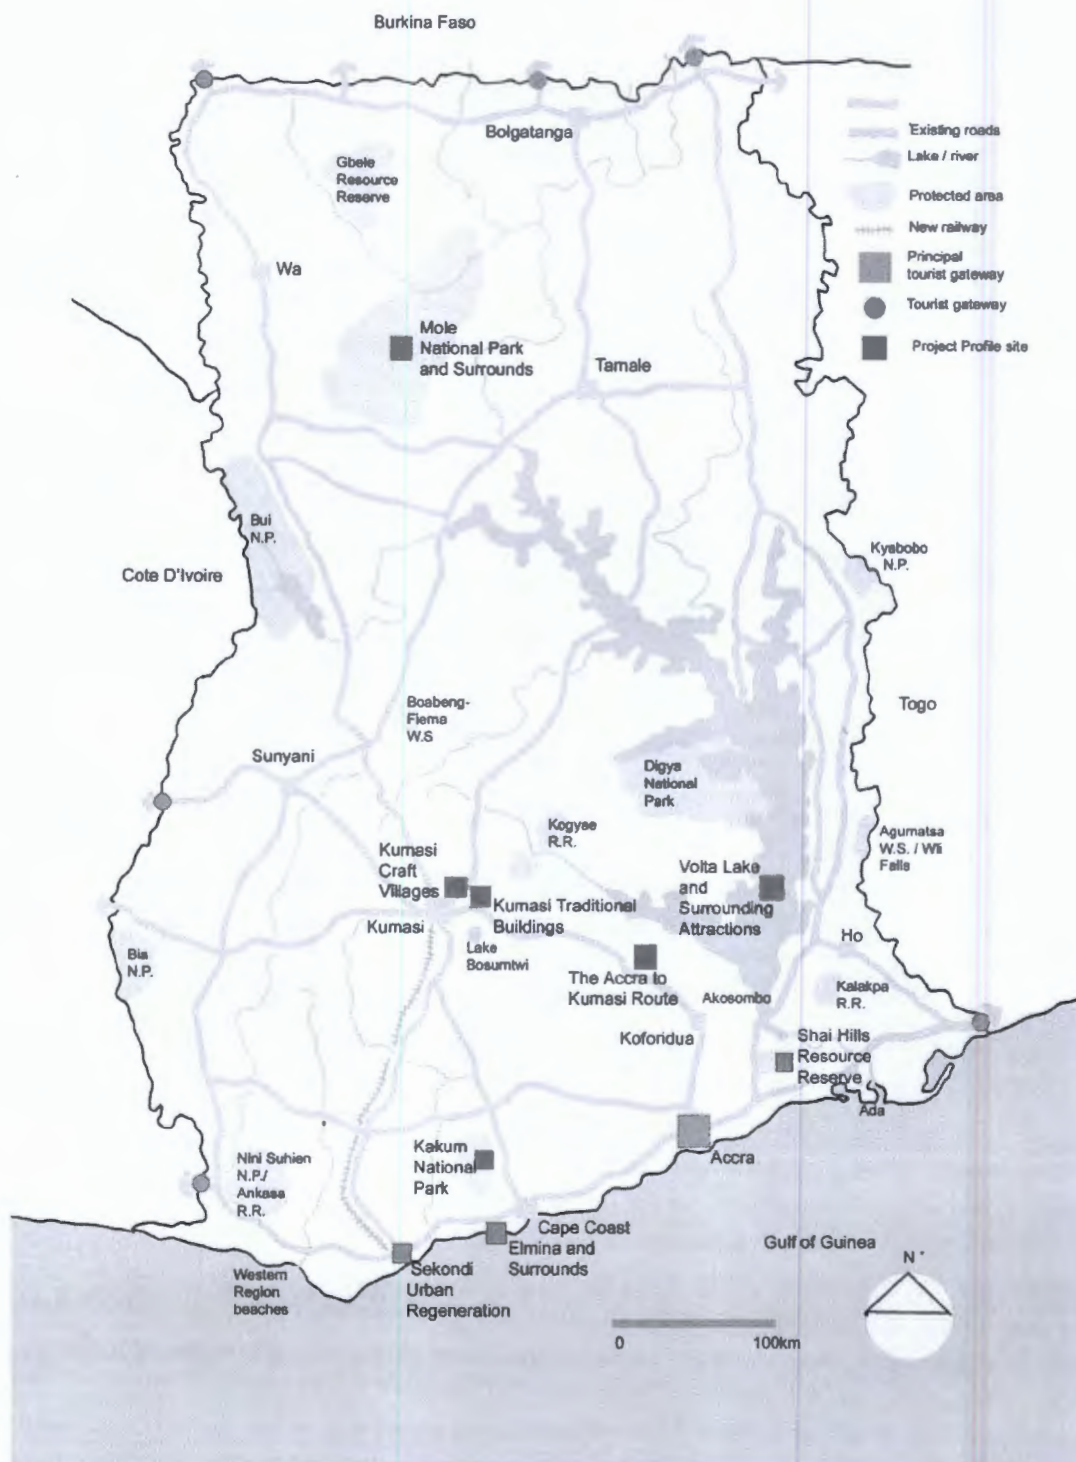 Burkina Faso
Bolgatanga
Existing roads
Lake / river
Protected area
New railway
Principal
tourist gateway
Tourist gateway
Project Profile site
Gbele
Resource
Reserve
Wa
Mole
National Park
and Surrounds
Tamale
Bui
N.P.
Cote D'Ivoire
Kyabobo
N.P.
Togo
Boabeng-
Fiema
W.S
Sunyani
Digya
National
Park
Kogyae
R.R.
Agumatsa
W.S. / Wli
Falls
Kumasi
Craft
Villages
Kumasi Traditional
Buildings
Volta Lake
and
Surrounding
Attractions
Kumasi
Lake
Bosumtwi
Bia
N.P.
Ho
The Accra to
Kumasi Route
Akosombo
Kalakpa
R.R.
Koforidua
Shai Hills
Resource
Reserve
Ada
Accra
Kakum
National
Park
Nini Suhien
N.P./
Ankasa
R.R.
Cape Coast
Elmina and
Surrounds
Gulf of Guinea
N
Western
Region
beaches
Sekondi
Urban
Regeneration
0
100km